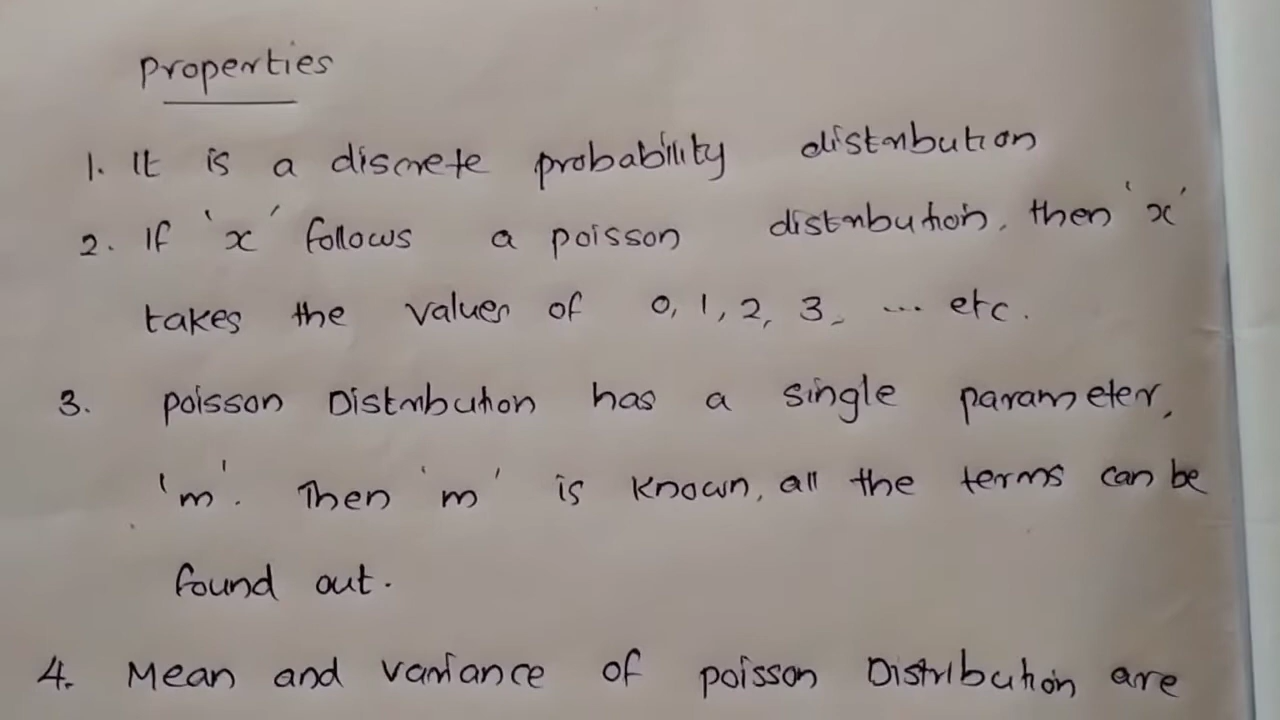 Properties
1. It is a discrete probability distribution
2. If 'x' follows a poisson distribution, then 'x'
takes the values of 0, 1, 2, 3, ... etc.
3. poisson Distribution has a single parameter,
'm'. Then 'm' is known, all the terms can be
found out.
4. Mean and variance of poisson Distribution are